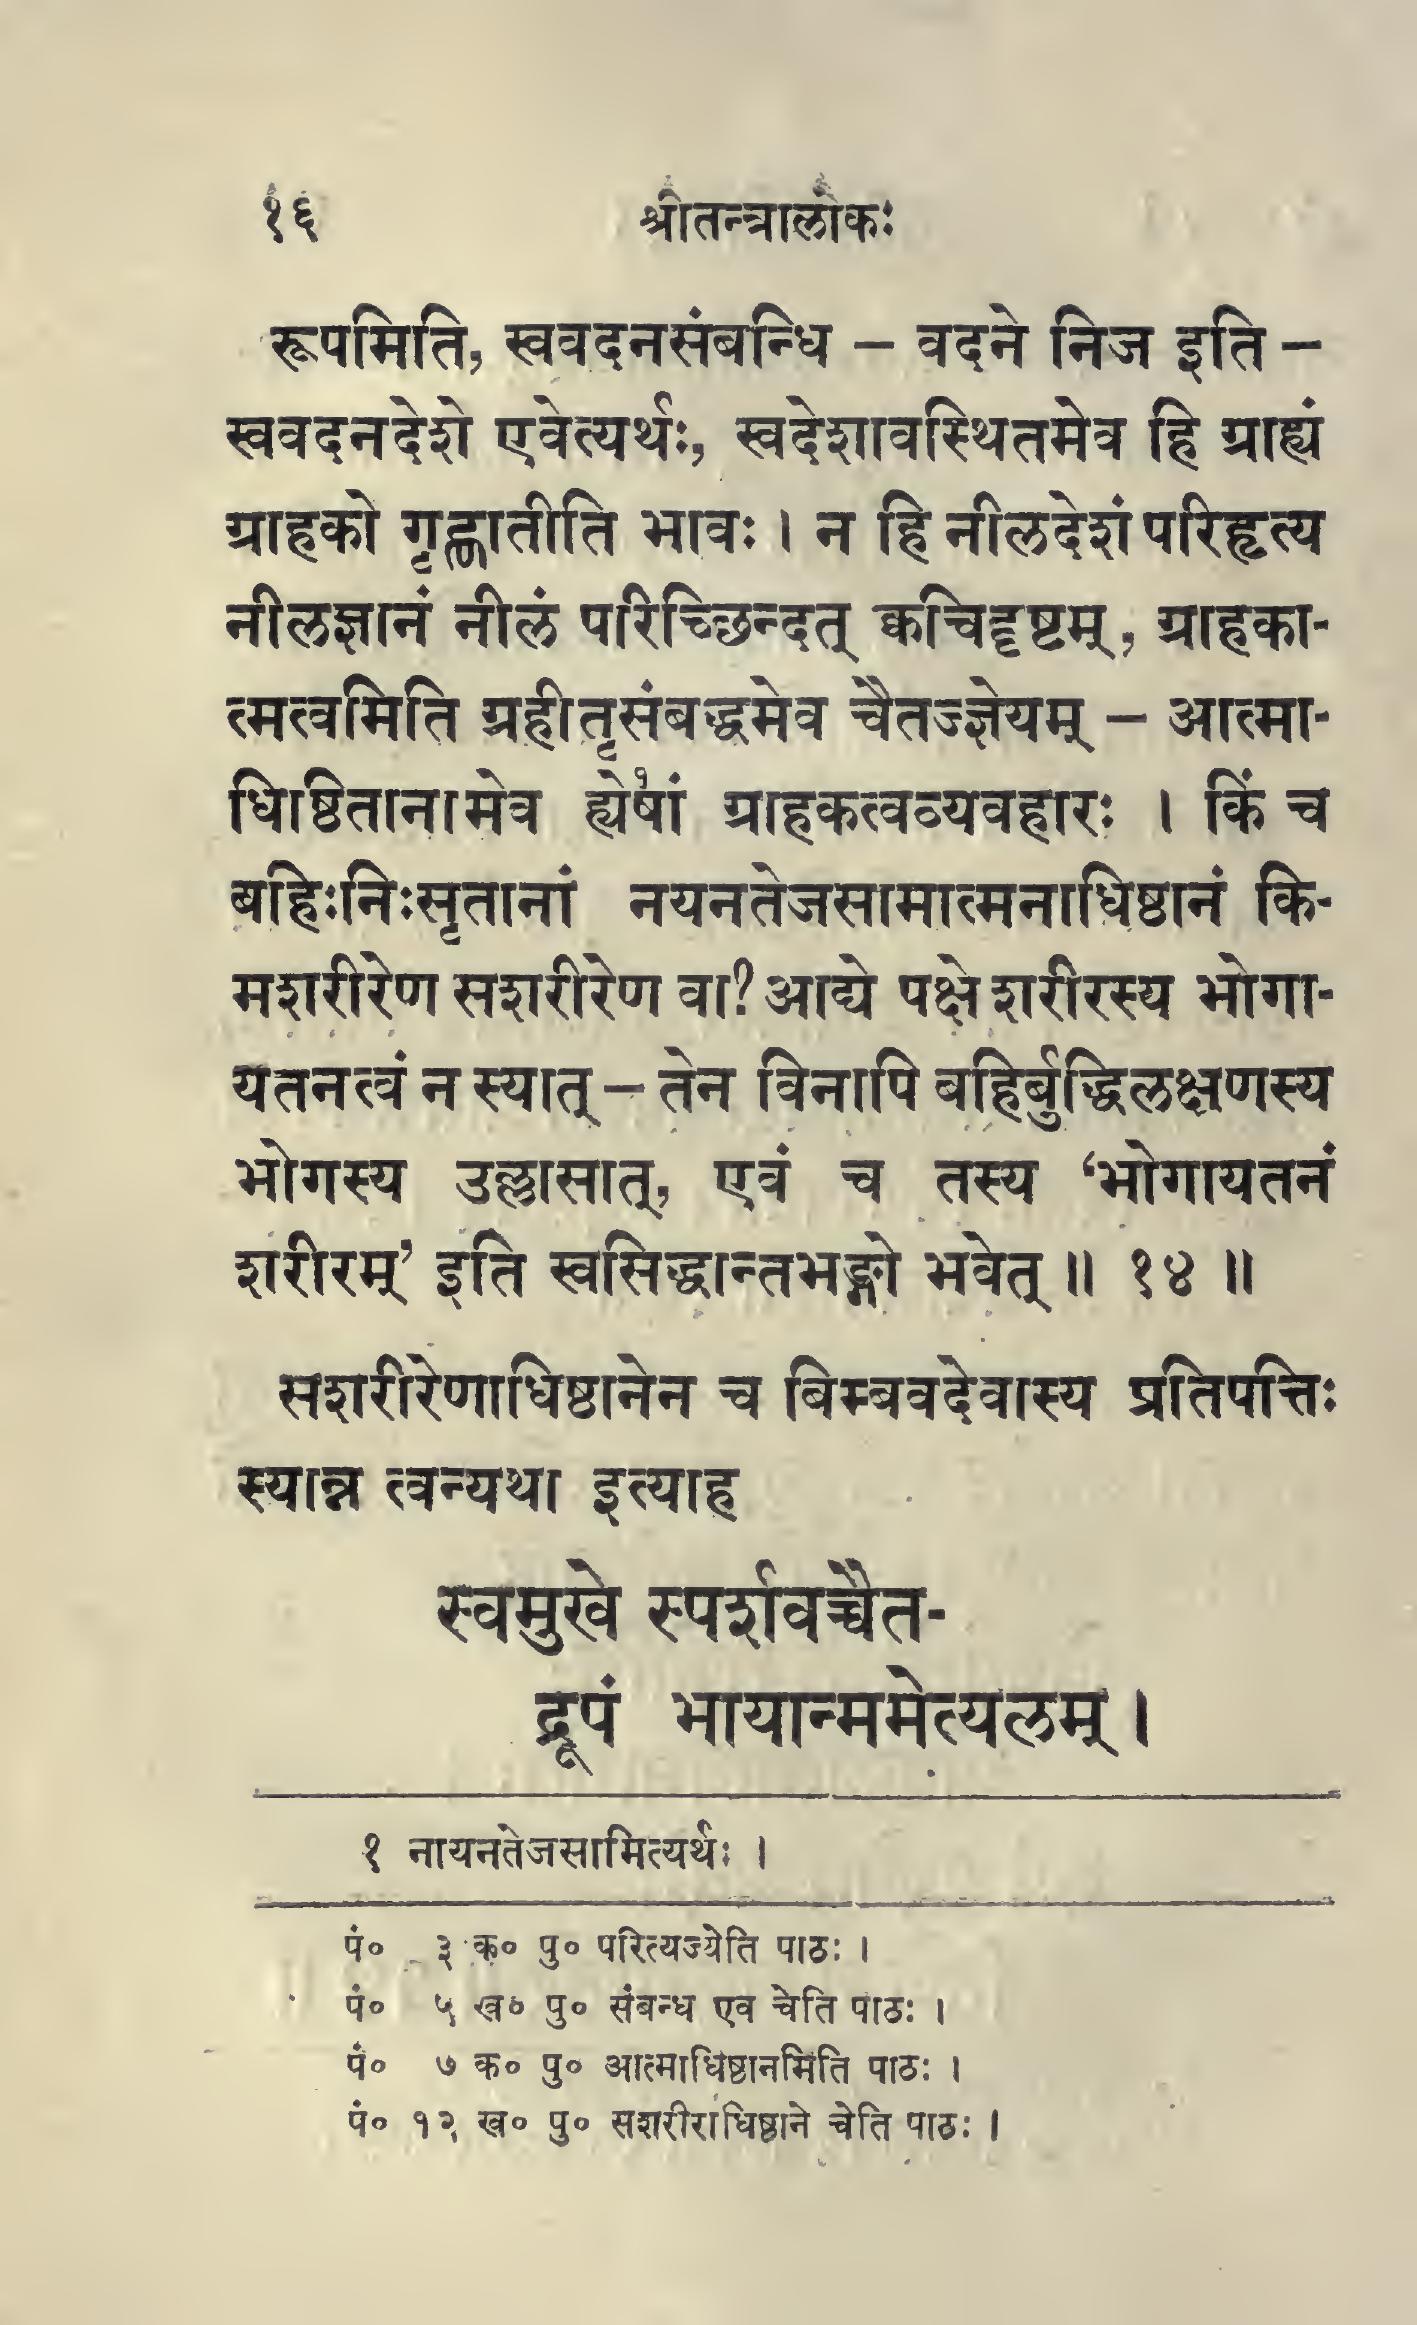 १६ श्रीतन्त्रालोकः
रूपमिति, स्ववदनसंबन्धि – वदने निज इति –
स्ववदनदेशे एवेत्यर्थः, स्वदेशावस्थितमेव हि ग्राह्यं
ग्राहको गृह्णातीति भावः । न हि नीलदेशं परिहृत्य
नीलज्ञानं नीलं परिच्छिन्दत् क्वचिद्दृष्टम्, ग्राहका-
त्मत्वमिति ग्रहीतृसंबद्धमेव चैतज्ज्ञेयम् – आत्मा-
धिष्ठितानामेव ह्येषां१ ग्राहकत्वव्यवहारः । किं च
बहिःनिःसृतानां नयनतेजसामात्मनाधिष्ठानं कि-
मशरीरेण सशरीरेण वा? आद्ये पक्षे शरीरस्य भोगा-
यतनत्वं न स्यात् – तेन विनापि बहिर्बुद्धिलक्षणस्य
भोगस्य उल्लासात्, एवं च तस्य ‘भोगायतनं
शरीरम्’ इति स्वसिद्धान्तभङ्गो भवेत् ॥ १४ ॥
सशरीरेणाधिष्ठानेन च बिम्बवदेवास्य प्रतिपत्तिः
स्यान्न त्वन्यथा इत्याह
स्वमुखे स्पर्शवच्चैत-
द्रूपं भायान्ममेत्यलम् ।
१ नायनतेजसामित्यर्थः ।
पं० ३ क० पु० परित्यज्येति पाठः ।
पं० ५ ख० पु० संबन्ध एव चेति पाठः ।
पं० ७ क० पु० आत्माधिष्ठानमिति पाठः ।
पं० १२ ख० पु० सशरीराधिष्ठाने चेति पाठः ।